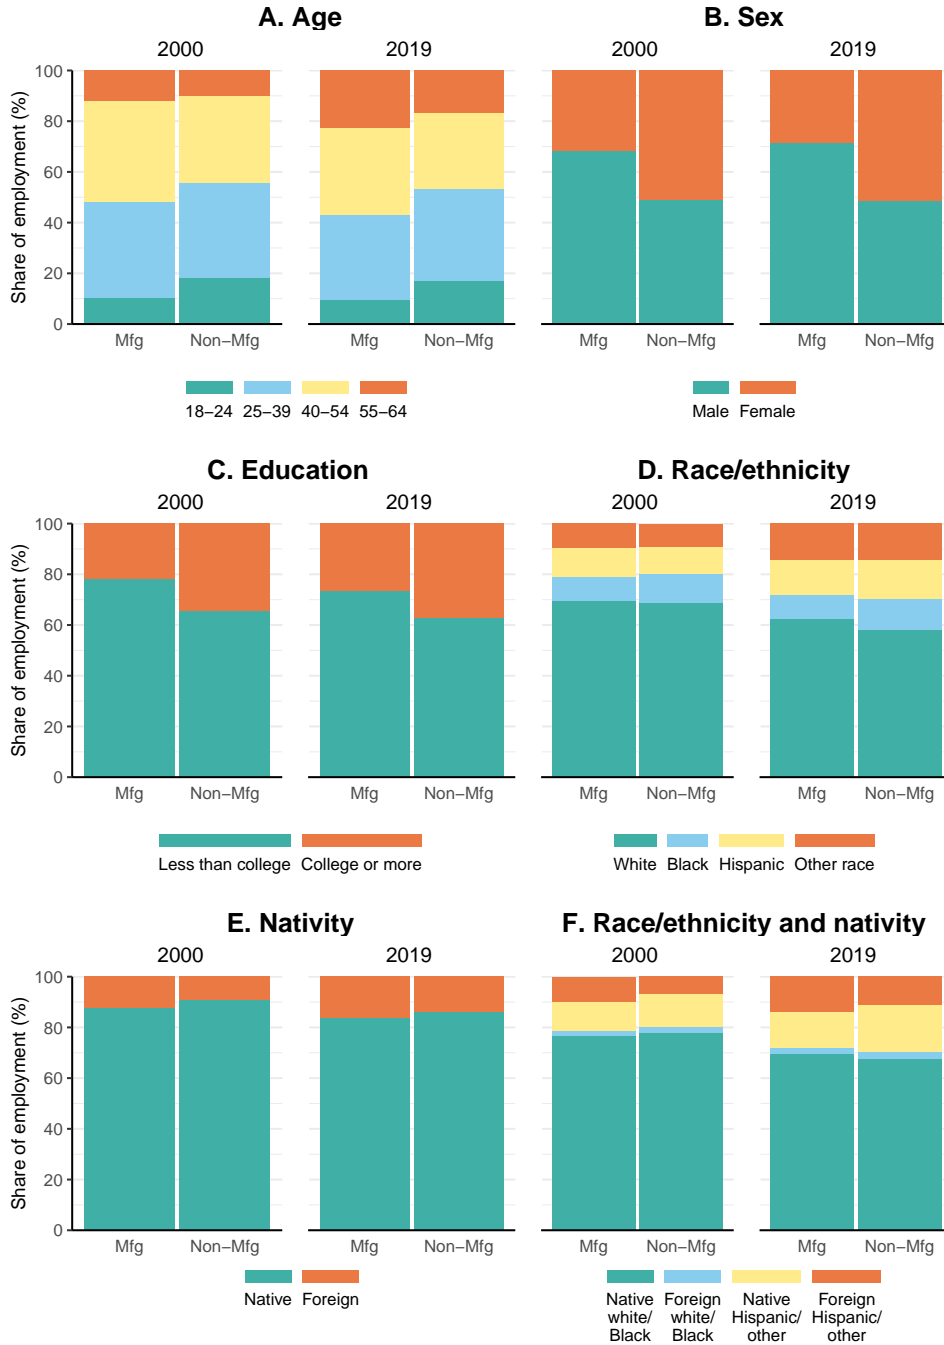 A. Age
B. Sex
2000
2019
2000
2019
Share of employment (%)
100
80
60
40
20
0
Mfg
Non−Mfg
Mfg
Non−Mfg
Mfg
Non−Mfg
Mfg
Non−Mfg
18−24
25−39
40−54
55−64
Male
Female
C. Education
D. Race/ethnicity
2000
2019
2000
2019
Share of employment (%)
100
80
60
40
20
0
Mfg
Non−Mfg
Mfg
Non−Mfg
Mfg
Non−Mfg
Mfg
Non−Mfg
Less than college
College or more
White
Black
Hispanic
Other race
E. Nativity
F. Race/ethnicity and nativity
2000
2019
2000
2019
Share of employment (%)
100
80
60
40
20
0
Mfg
Non−Mfg
Mfg
Non−Mfg
Mfg
Non−Mfg
Mfg
Non−Mfg
Native
Foreign
Native
white/
Black
Foreign
white/
Black
Native
Hispanic/
other
Foreign
Hispanic/
other